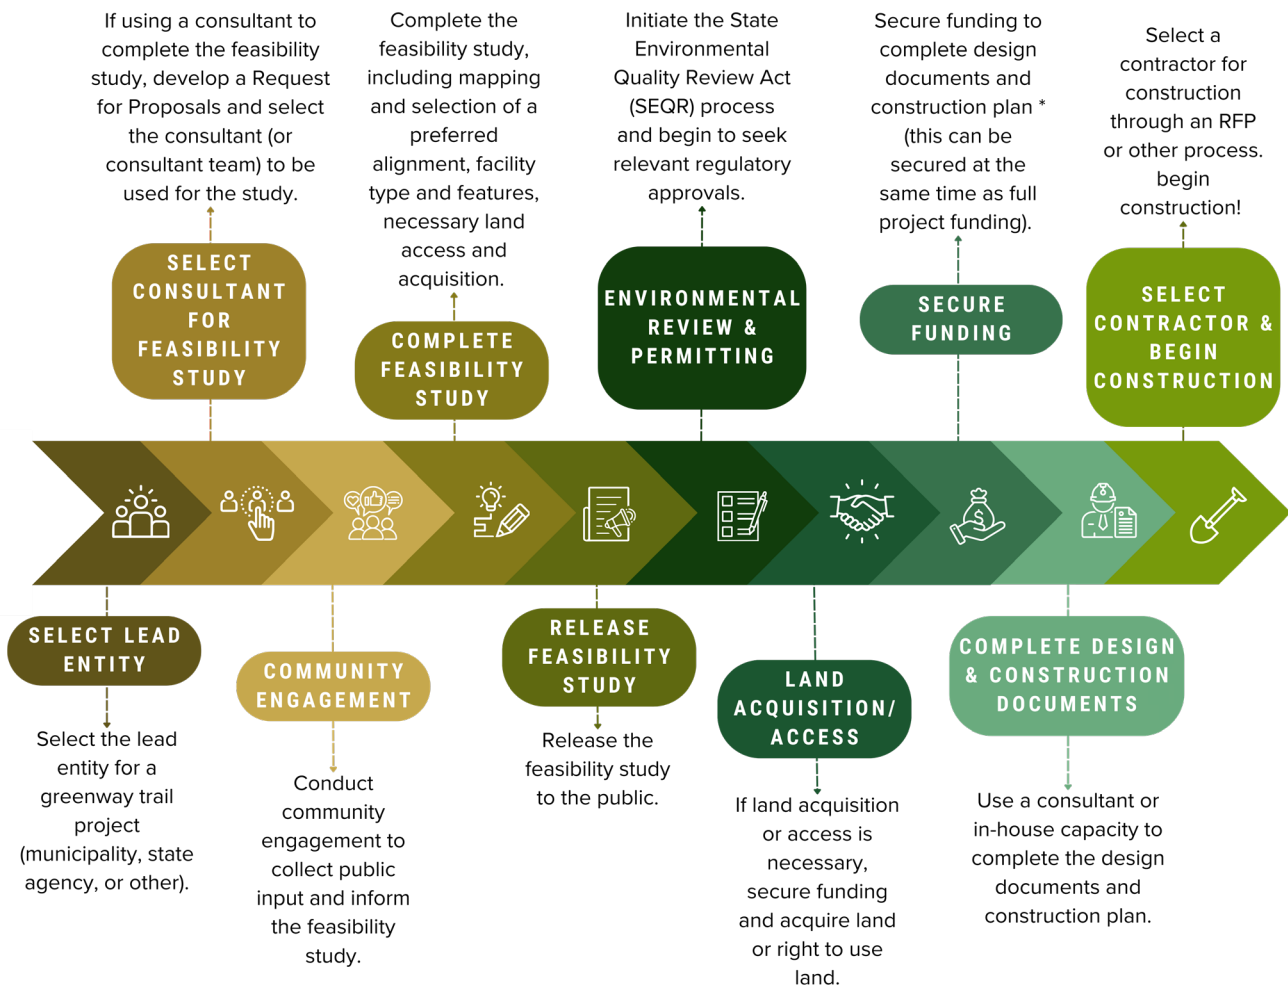 If using a consultant to
complete the feasibility
study, develop a Request
for Proposals and select
the consultant (or
consultant team) to be
used for the study.
SELECT
CONSULTANT
FOR
FEASIBILITY
STUDY
Complete the
feasibility study,
including mapping
and selection of a
preferred
alignment, facility
type and features,
necessary land
access and
acquisition.
COMPLETE
FEASIBILITY
STUDY
Initiate the State
Environmental
Quality Review Act
(SEQR) process
and begin to seek
relevant regulatory
approvals.
ENVIRONMENTAL
REVIEW &
PERMITTING
Secure funding to
complete design
documents and
construction plan *
(this can be
secured at the
same time as full
project funding).
SECURE
FUNDING
Select a
contractor for
construction
through an RFP
or other process.
begin
construction!
SELECT
CONTRACTOR &
BEGIN
CONSTRUCTION
SELECT LEAD
ENTITY
Select the lead
entity for a
greenway trail
project
(municipality, state
agency, or other).
COMMUNITY
ENGAGEMENT
Conduct
community
engagement to
collect public
input and inform
the feasibility
study.
RELEASE
FEASIBILITY
STUDY
Release the
feasibility study
to the public.
LAND
ACQUISITION/
ACCESS
If land acquisition
or access is
necessary,
secure funding
and acquire land
or right to use
land.
COMPLETE DESIGN
& CONSTRUCTION
DOCUMENTS
Use a consultant or
in-house capacity to
complete the design
documents and
construction plan.